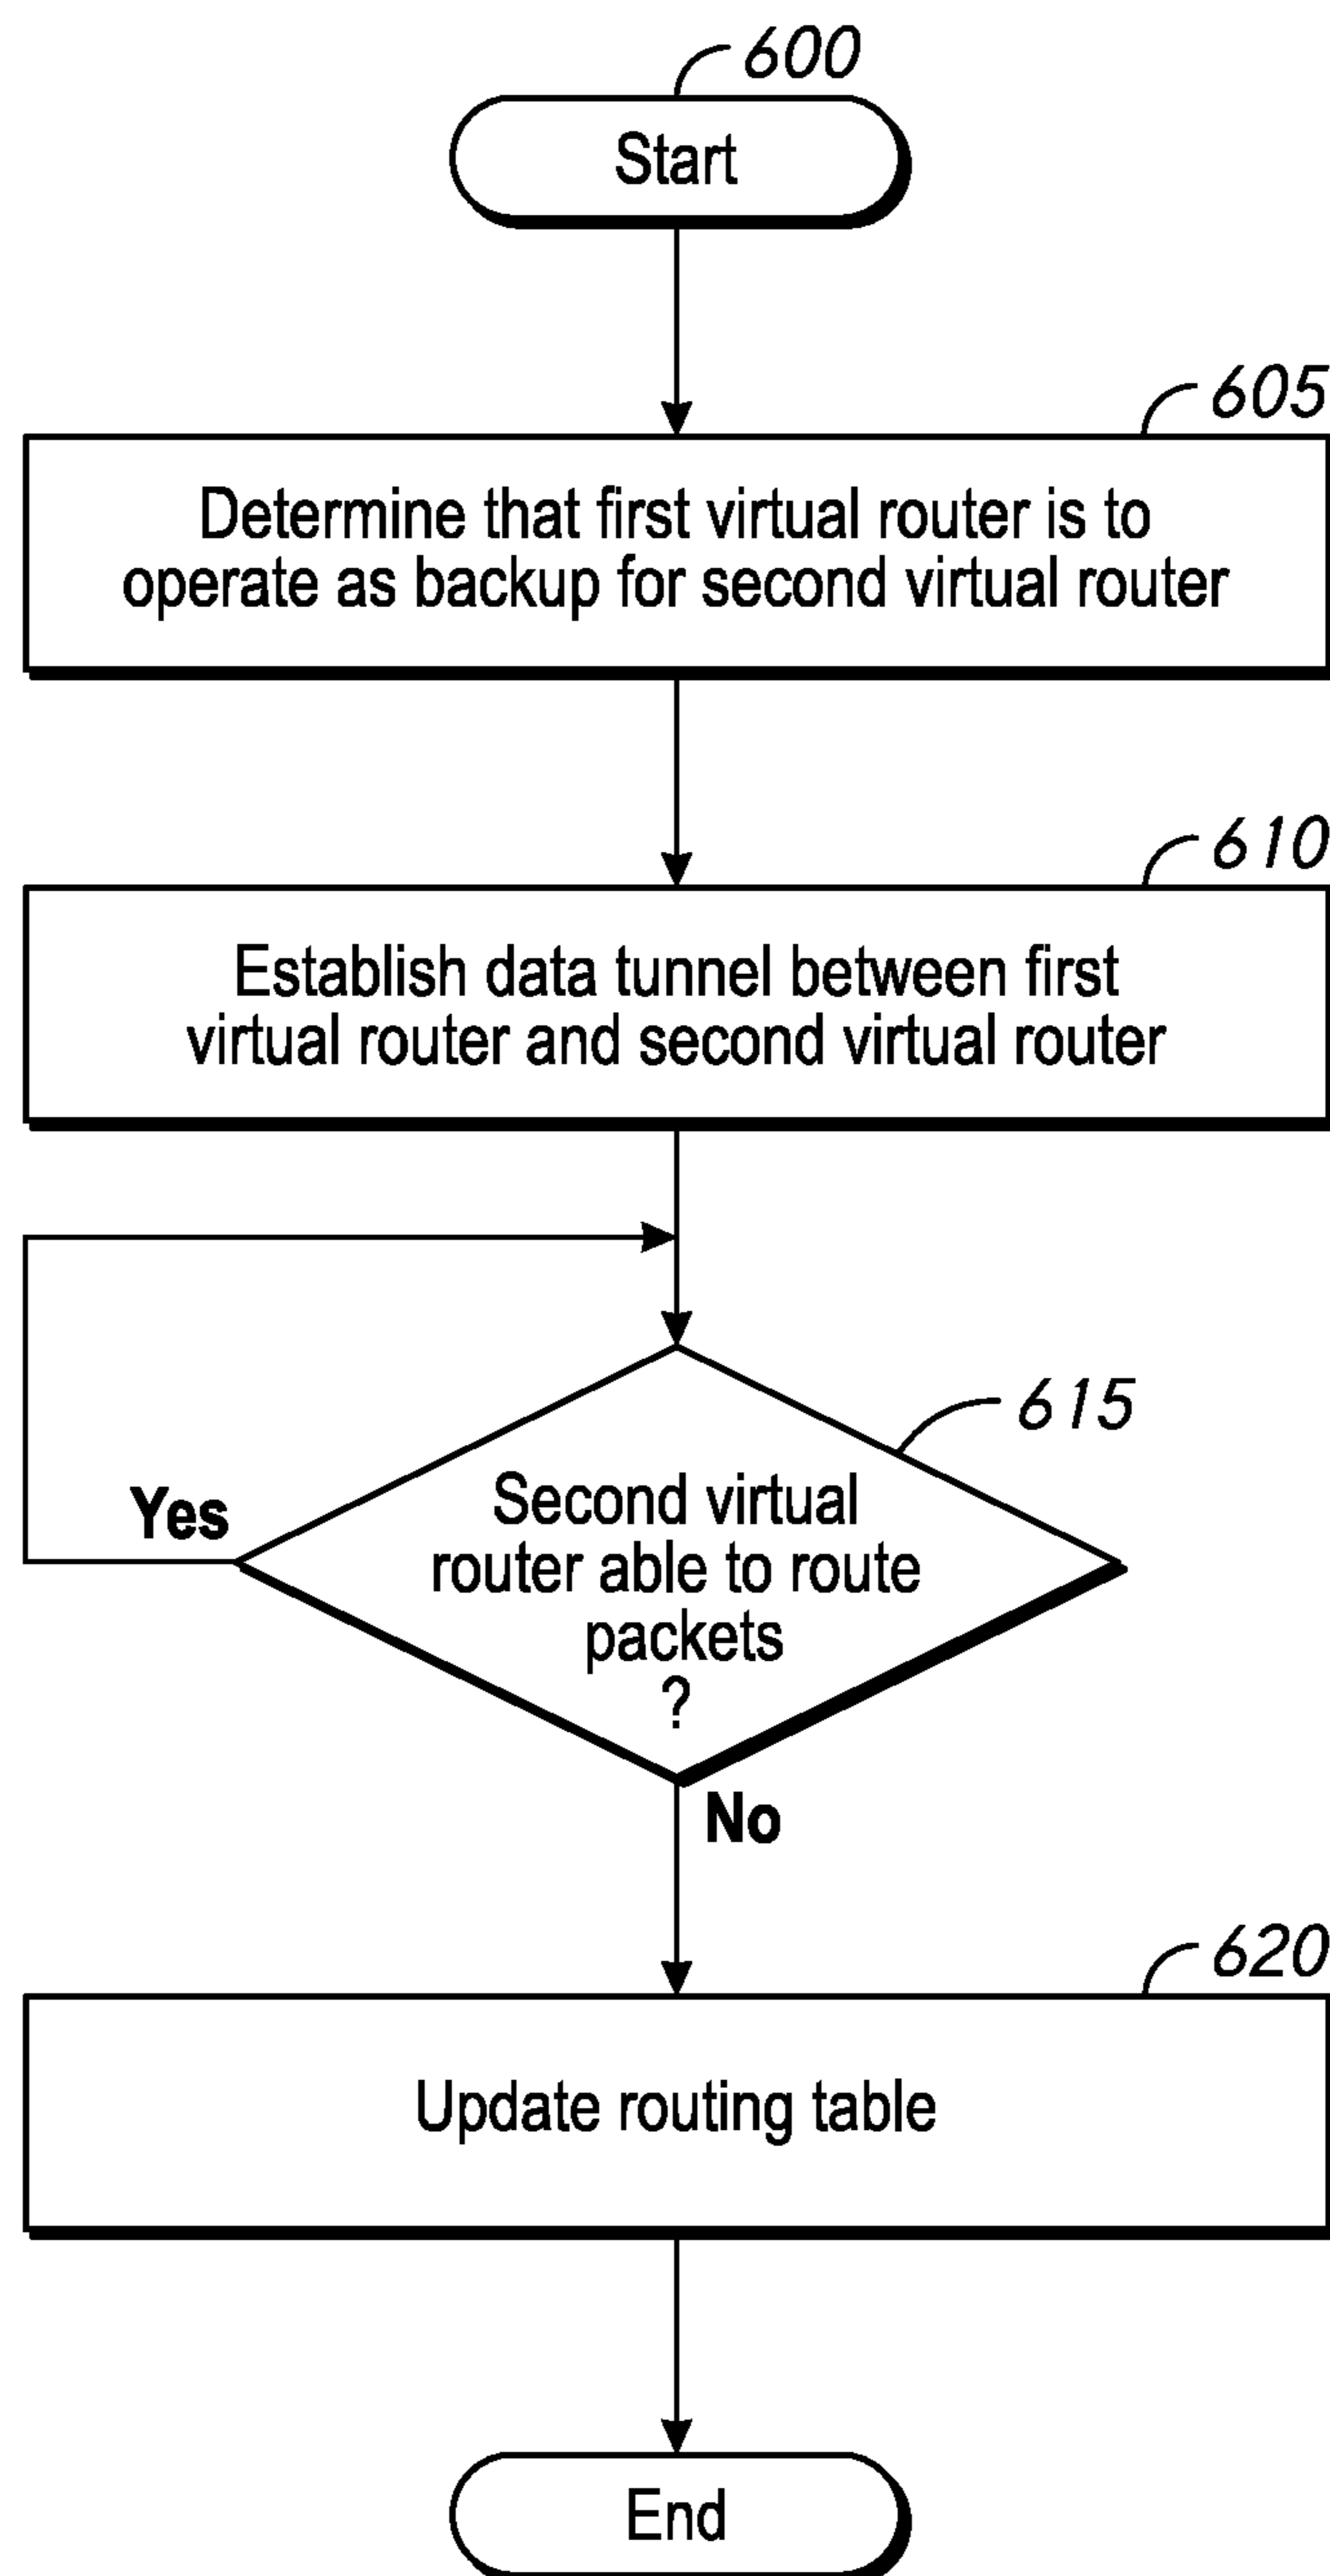 600
Start
605
Determine that first virtual router is to
operate as backup for second virtual router
610
Establish data tunnel between first
virtual router and second virtual router
615
Second virtual
router able to route
packets
?
Yes
No
620
Update routing table
End